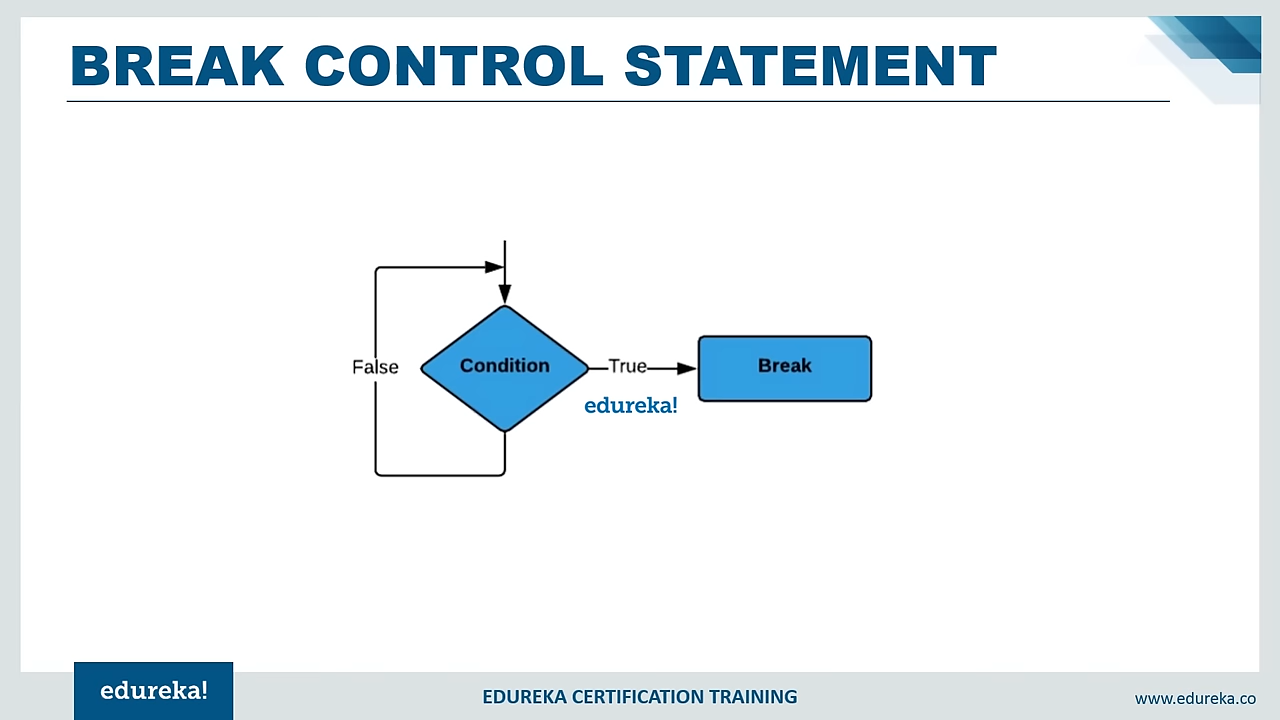 BREAK CONTROL STATEMENT
False
Condition
True
Break
edureka!
edureka!
EDUREKA CERTIFICATION TRAINING
www.edureka.co